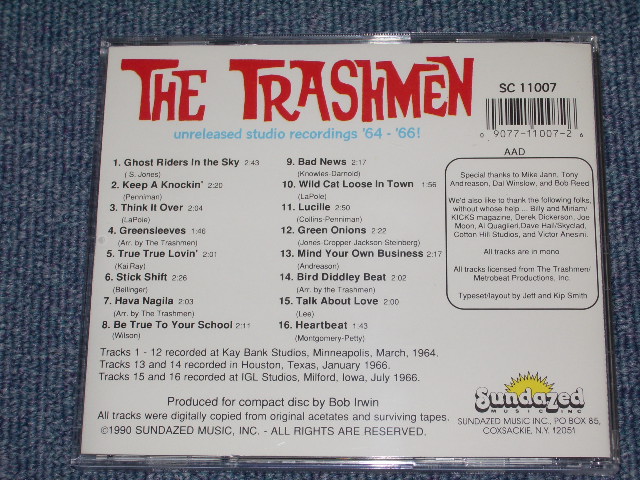 THE TRASHMEN
unreleased studio recordings '64 - '66!
SC 11007
0 9077-11007-2 6
AAD
1. Ghost Riders In the Sky 2:43
( S. Jones)
2. Keep A Knockin' 2:20
(Penniman)
3. Think It Over 2:04
(LaPole)
4. Greensleeves 1:46
(Arr. by The Trashmen)
5. True True Lovin' 2:01
(Kai Ray)
6. Stick Shift 2:26
(Bellinger)
7. Hava Nagila 2:03
(Arr. by The Trashmen)
8. Be True To Your School 2:11
(Wilson)
9. Bad News 2:17
(Knowles-Darnold)
10. Wild Cat Loose In Town 1:56
(LaPole)
11. Lucille 2:50
(Collins-Penniman)
12. Green Onions 2:22
(Jones-Cropper Jackson Steinberg)
13. Mind Your Own Business 2:17
(Andreason)
14. Bird Diddley Beat 2:02
(Arr. by the Trashmen)
15. Talk About Love 2:00
(Lee)
16. Heartbeat 1:43
(Montgomery-Petty)
Special thanks to Mike Jann, Tony
Andreason, Dal Winslow, and Bob Reed
We'd also like to thank the following folks,
without whose help ... Billy and Miriam/
KICKS magazine, Derek Dickerson, Joe
Moon, Al Quaglieri,Dave Hall/Skyclad,
Cotton Hill Studios, and Victor Anesini.
All tracks are in mono
All tracks licensed from The Trashmen/
Metrobeat Productions, Inc.
Typeset/layout by Jeff and Kip Smith
Tracks 1 - 12 recorded at Kay Bank Studios, Minneapolis, March, 1964.
Tracks 13 and 14 recorded in Houston, Texas, January 1966.
Tracks 15 and 16 recorded at IGL Studios, Milford, Iowa, July 1966.
Produced for compact disc by Bob Irwin
All tracks were digitally copied from original acetates and surviving tapes.
©1990 SUNDAZED MUSIC, INC. - ALL RIGHTS ARE RESERVED.
Sundazed
MUSIC INC
SUNDAZED MUSIC INC., PO BOX 85,
COXSACKIE, N.Y. 12051